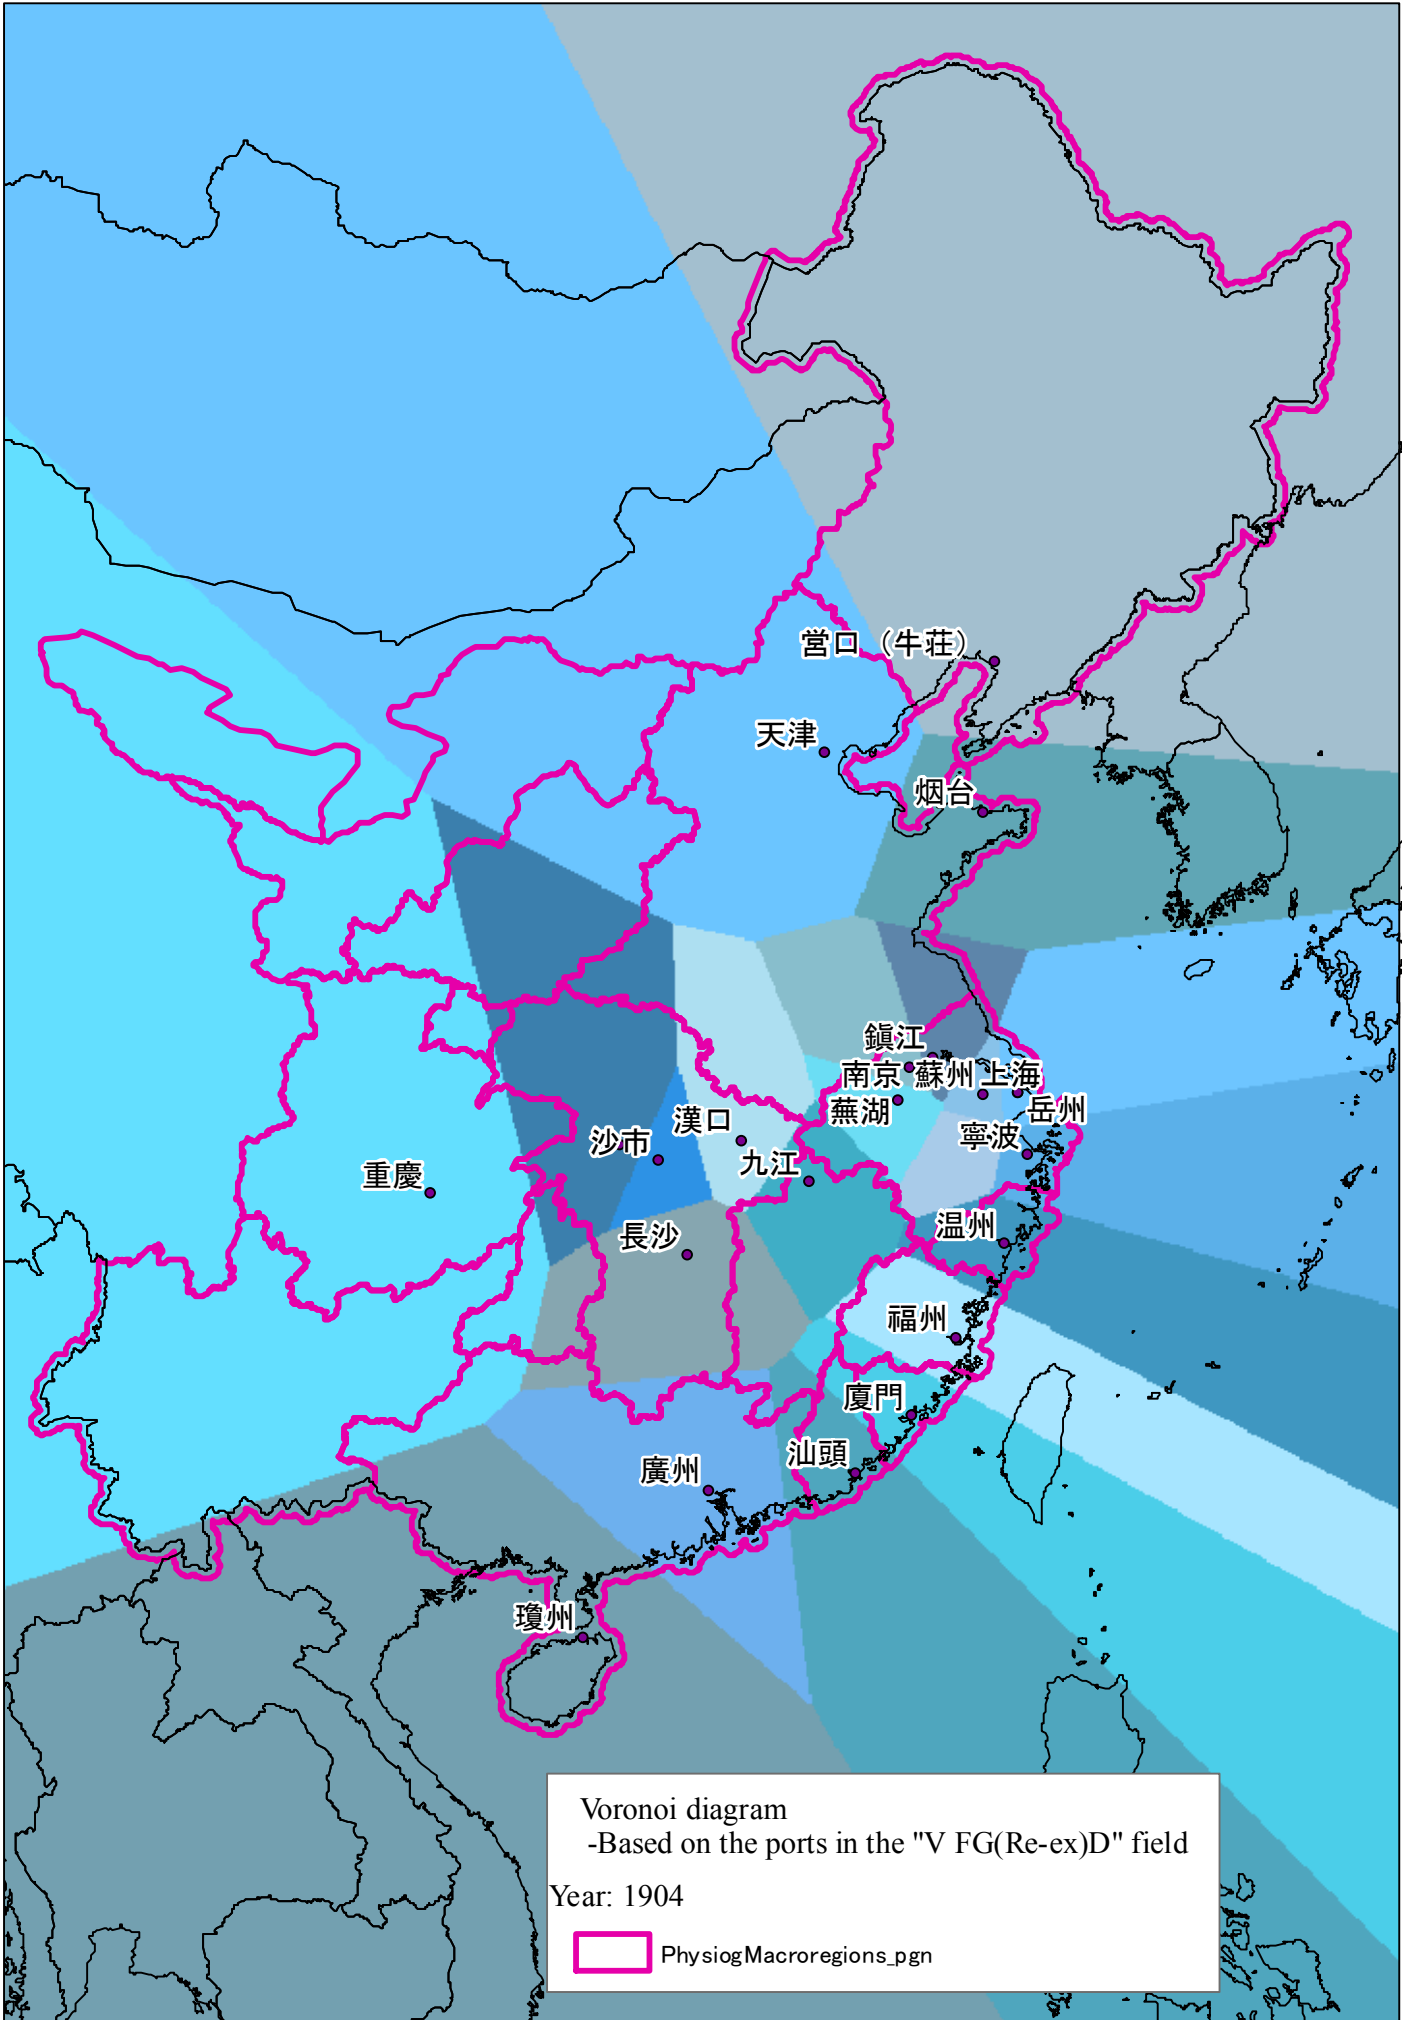 営口（牛荘）
天津
烟台
鎮江
南京
蘇州
上海
蕪湖
岳州
漢口
寧波
沙市
九江
重慶
長沙
温州
福州
廈門
汕頭
廣州
瓊州
Voronoi diagram
-Based on the ports in the "V FG(Re-ex)D" field
Year: 1904
PhysiogMacroregions_pgn